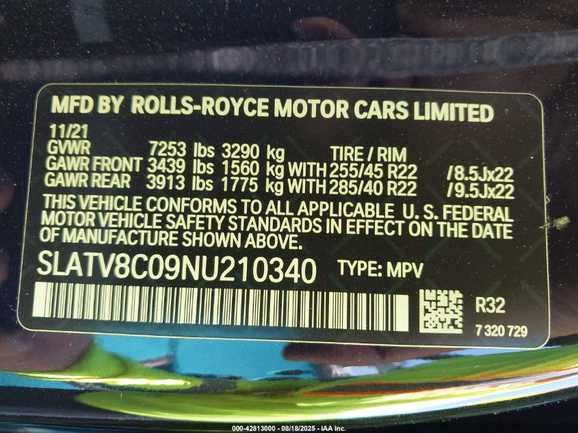 MFD BY ROLLS-ROYCE MOTOR CARS LIMITED
11/21
GVWR 7253 lbs 3290 kg TIRE / RIM
GAWR FRONT 3439 lbs 1560 kg WITH 255/45 R22 /8.5Jx22
GAWR REAR 3913 lbs 1775 kg WITH 285/40 R22 /9.5Jx22
THIS VEHICLE CONFORMS TO ALL APPLICABLE U. S. FEDERAL
MOTOR VEHICLE SAFETY STANDARDS IN EFFECT ON THE DATE
OF MANUFACTURE SHOWN ABOVE.
SLATV8C09NU210340 TYPE: MPV
R32
7 320 729
000-42813000 - 08/18/2025 - IAA Inc.